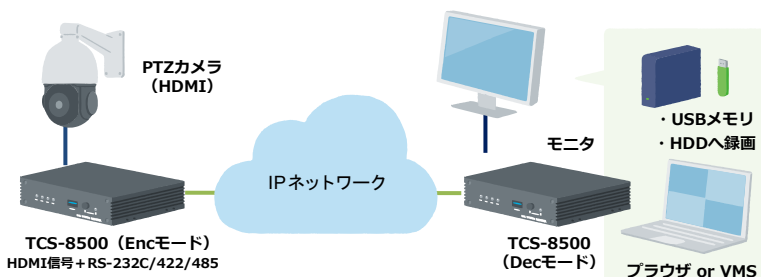 PTZカメラ
（HDMI）
IPネットワーク
TCS-8500（Encモード）
HDMI信号＋RS-232C/422/485
モニタ
TCS-8500
（Decモード）
・USBメモリ
・HDDへ録画
プラウザ or VMS